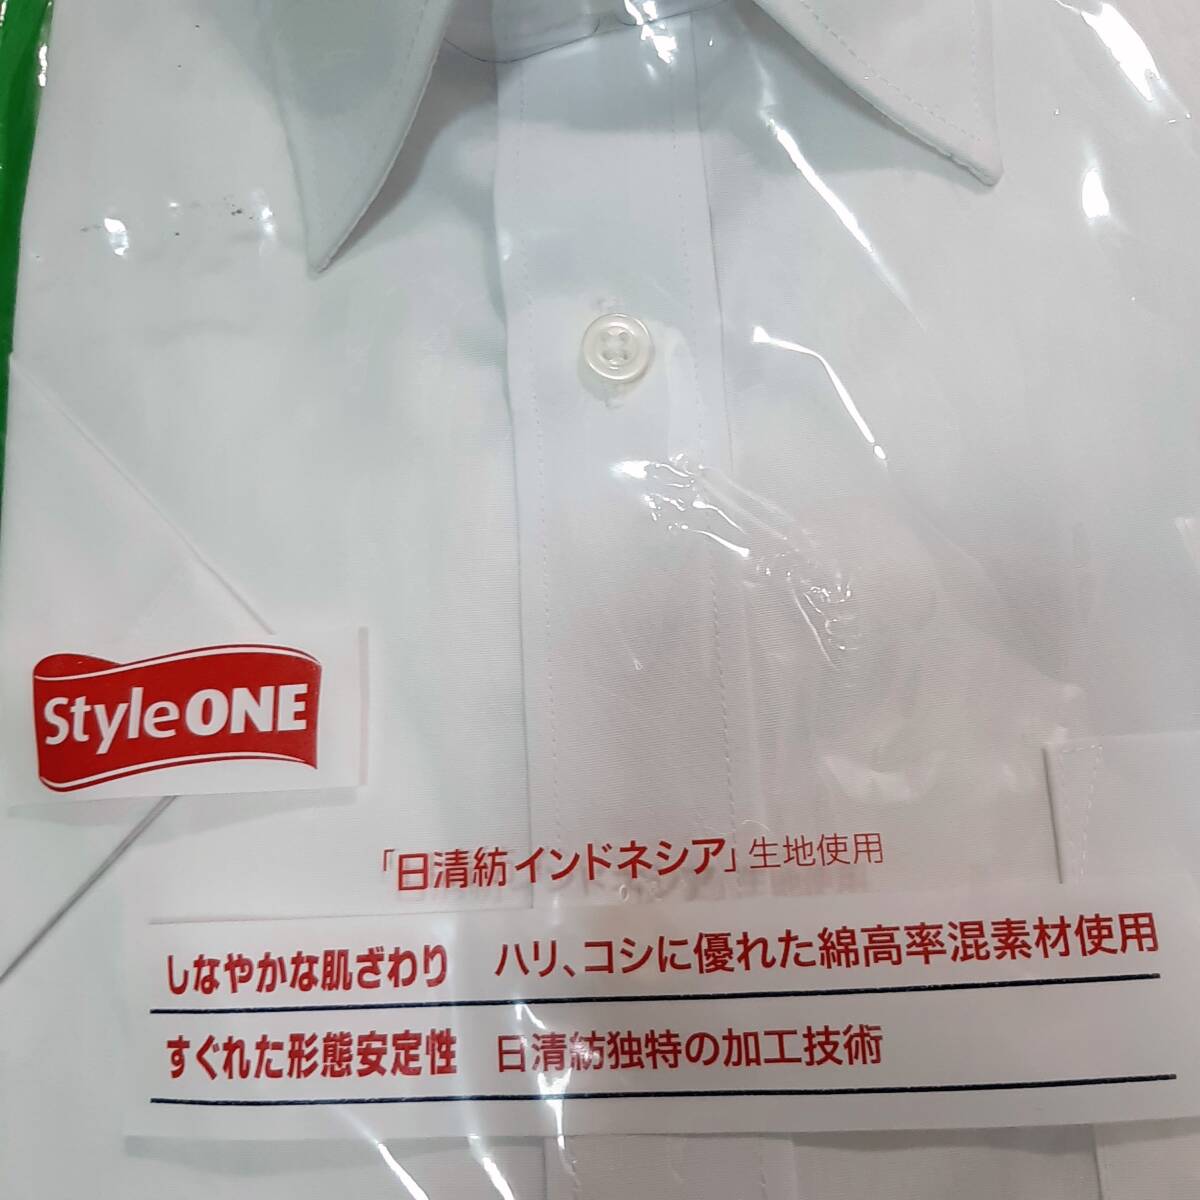 StyleONE
「日清紡インドネシア」生地使用
しなやかな肌ざわり ハリ、コシに優れた綿高率混素材使用
すぐれた形態安定性 日清紡独特の加工技術